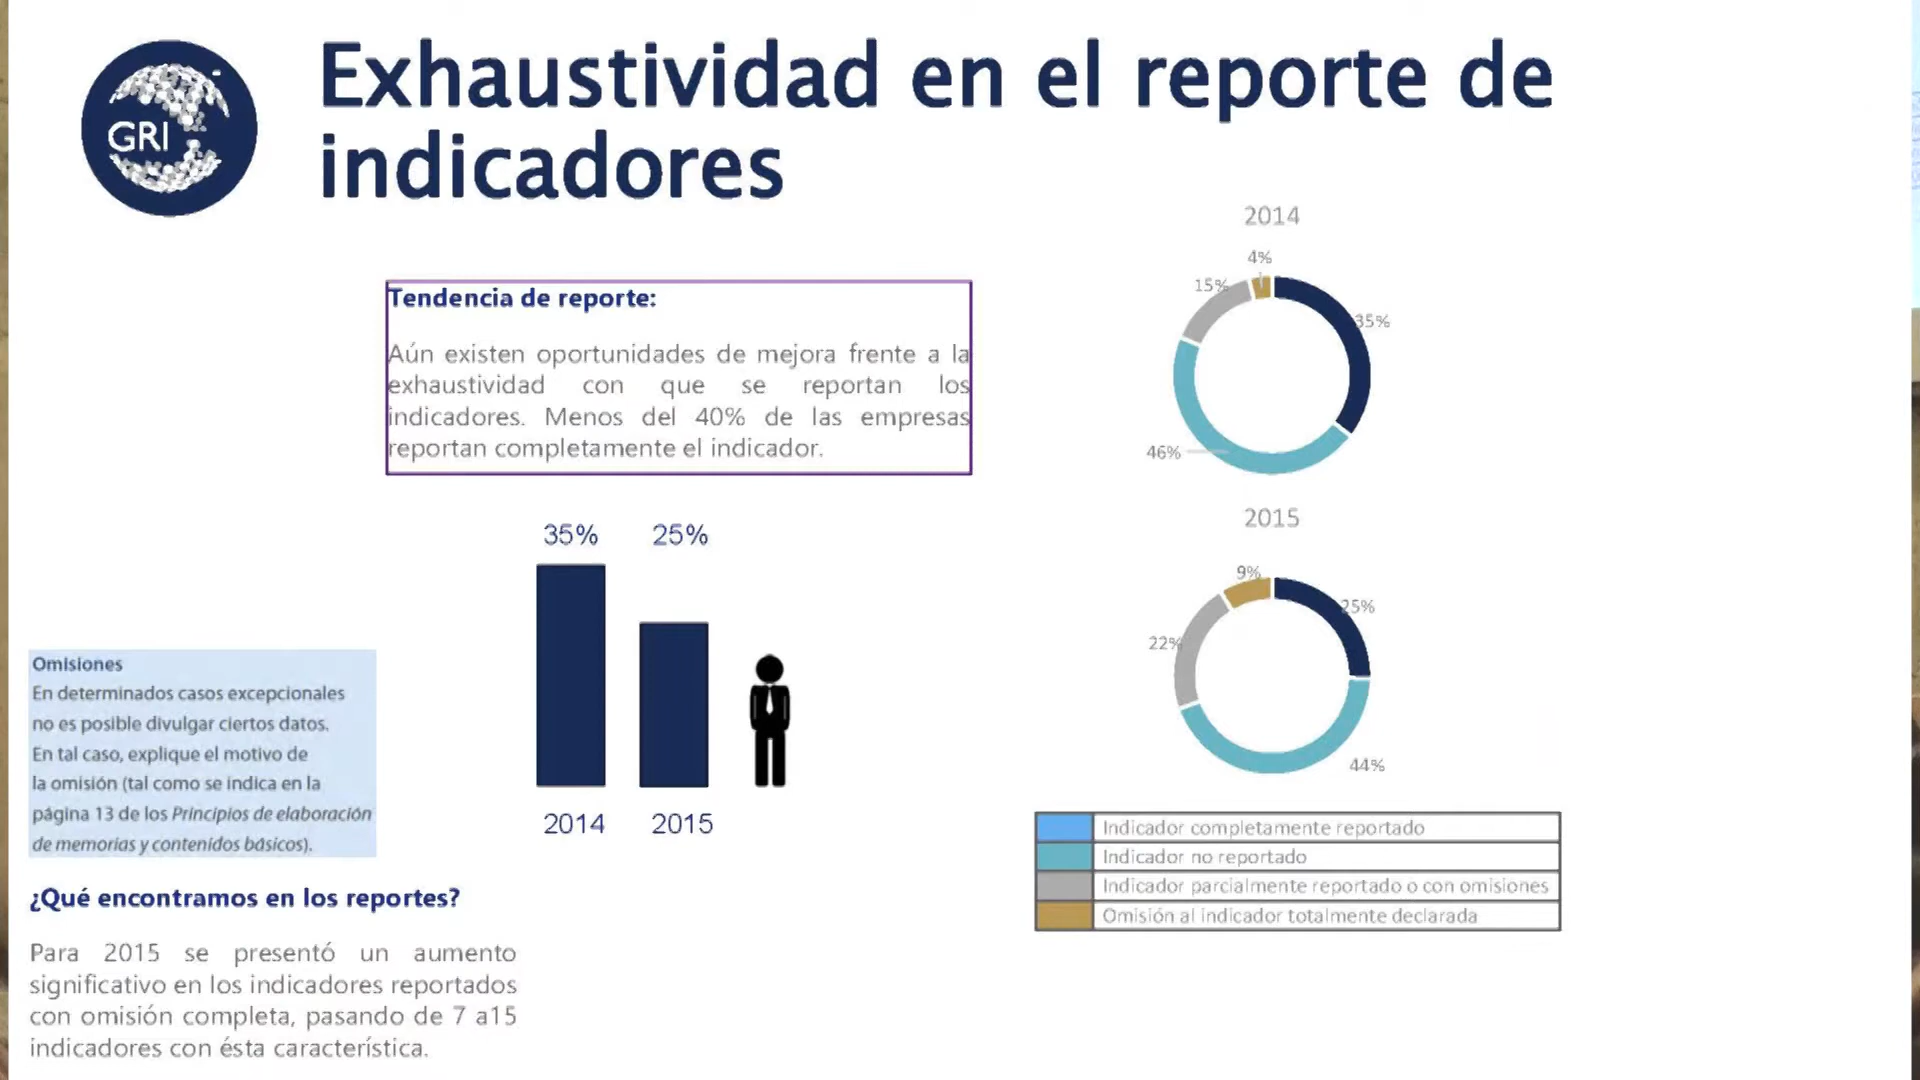 GRI
Exhaustividad en el reporte de
indicadores
Tendencia de reporte:
Aún existen oportunidades de mejora frente a la
exhaustividad con que se reportan los
indicadores. Menos del 40% de las empresas
reportan completamente el indicador.
35%
25%
2014
2015
Omisiones
En determinados casos excepcionales
no es posible divulgar ciertos datos.
En tal caso, explique el motivo de
la omisión (tal como se indica en la
página 13 de los Principios de elaboración
de memorias y contenidos básicos).
¿Qué encontramos en los reportes?
Para 2015 se presentó un aumento
significativo en los indicadores reportados
con omisión completa, pasando de 7 a15
indicadores con ésta característica.
2014
4%
15%
35%
46%
2015
9%
25%
22%
44%
Indicador completamente reportado
Indicador no reportado
Indicador parcialmente reportado o con omisiones
Omisión al indicador totalmente declarada